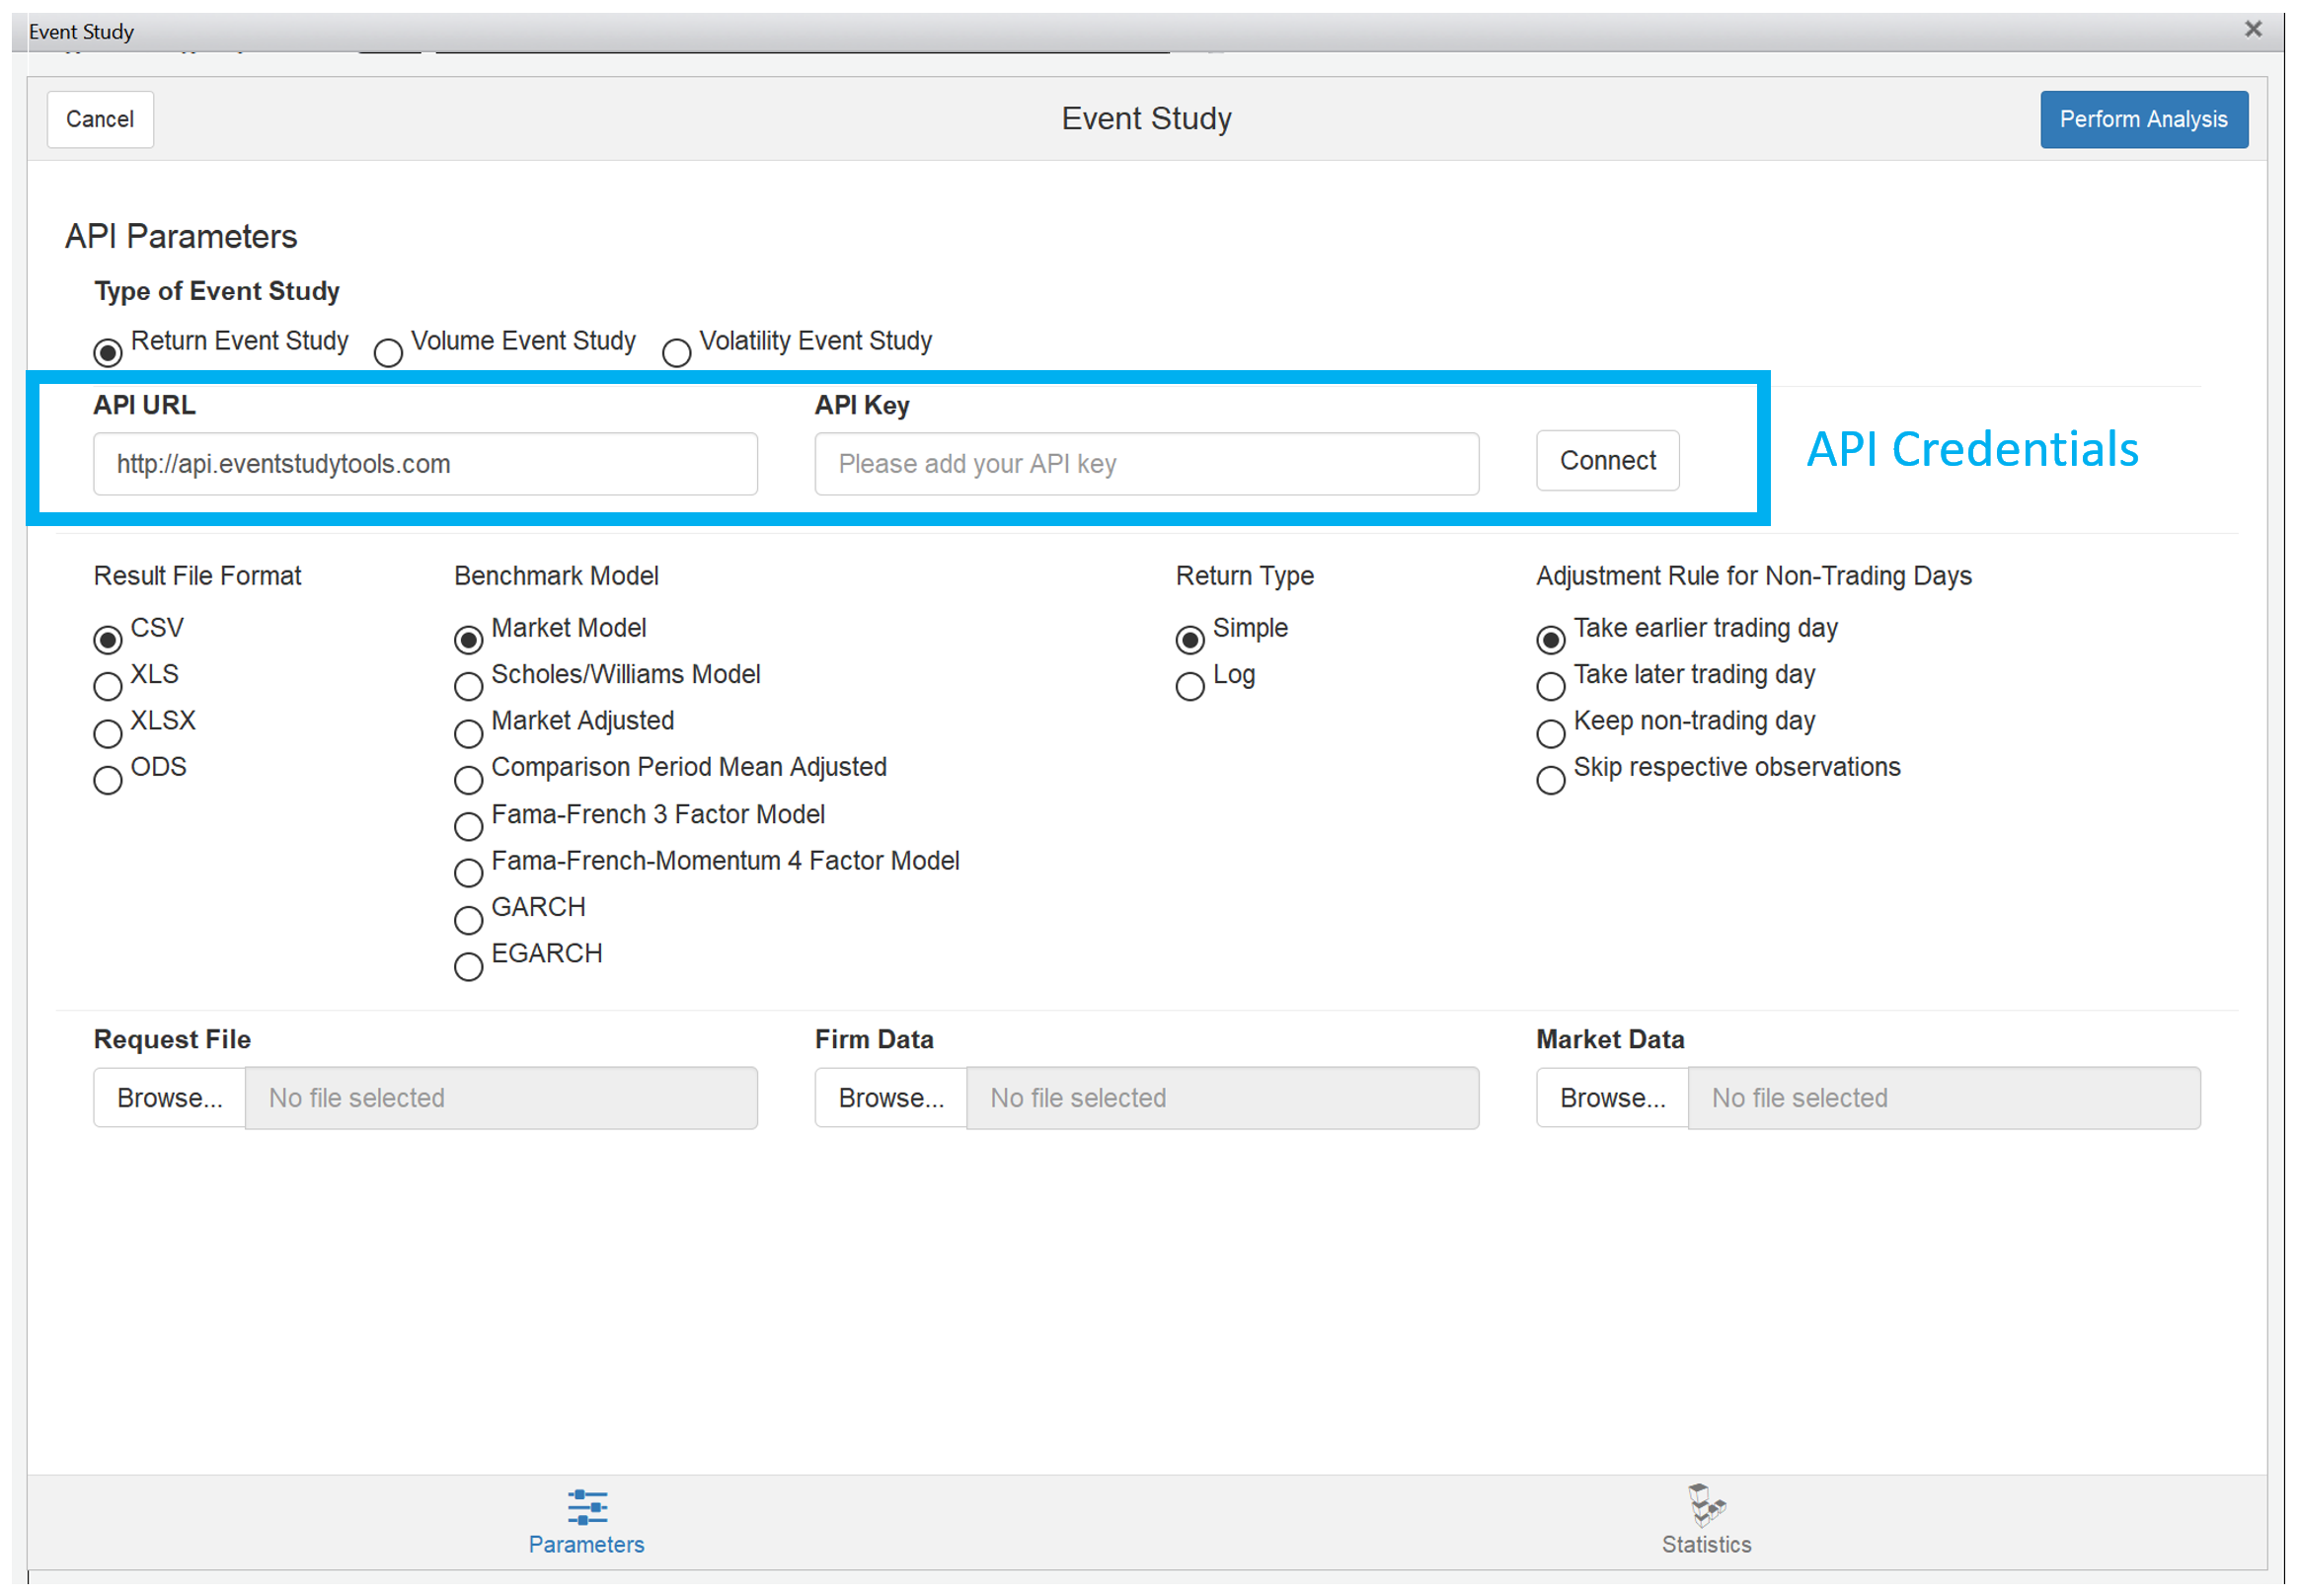 Event Study
Cancel
Event Study
Perform Analysis
API Parameters
Type of Event Study
Return Event Study
Volume Event Study
Volatility Event Study
API URL
API Key
http://api.eventstudytools.com
Please add your API key
Connect
API Credentials
Result File Format
CSV
XLS
XLSX
ODS
Benchmark Model
Market Model
Scholes/Williams Model
Market Adjusted
Comparison Period Mean Adjusted
Fama-French 3 Factor Model
Fama-French-Momentum 4 Factor Model
GARCH
EGARCH
Return Type
Simple
Log
Adjustment Rule for Non-Trading Days
Take earlier trading day
Take later trading day
Keep non-trading day
Skip respective observations
Request File
Browse... No file selected
Firm Data
Browse... No file selected
Market Data
Browse... No file selected
Parameters
Statistics